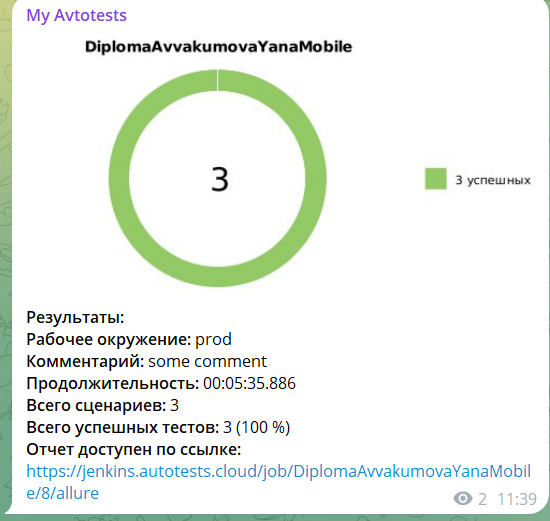 My Avtotests
DiplomaAvvakumovaYanaMobile
3
3 успешных
Результаты:
Рабочее окружение: prod
Комментарий: some comment
Продолжительность: 00:05:35.886
Всего сценариев: 3
Всего успешных тестов: 3 (100 %)
Отчет доступен по ссылке:
https://jenkins.autotests.cloud/job/DiplomaAvvakumovaYanaMobil
e/8/allure
2 11:39